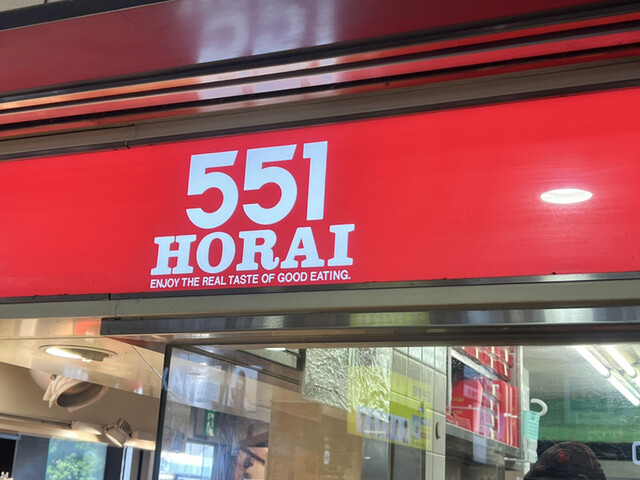 551
HORAI
ENJOY THE REAL TASTE OF GOOD EATING.